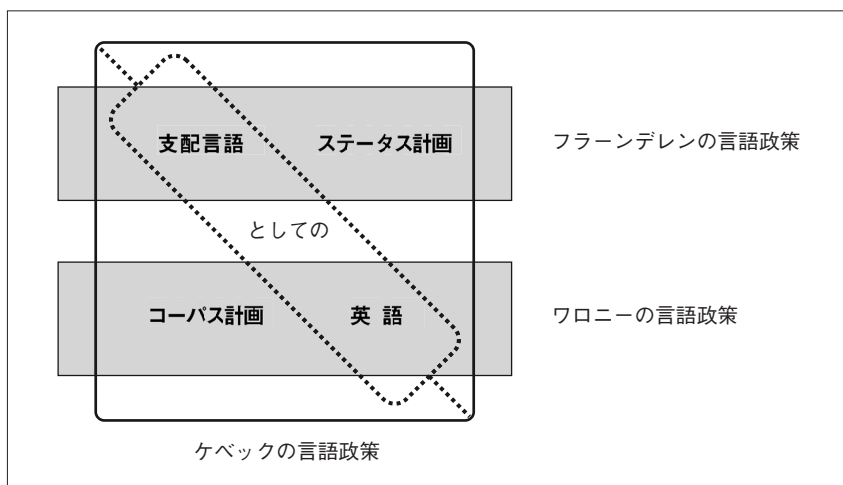 支配言語 ステータス計画 フラーンデレンの言語政策
としての
コーパス計画 英 語 ワロニーの言語政策
ケベックの言語政策